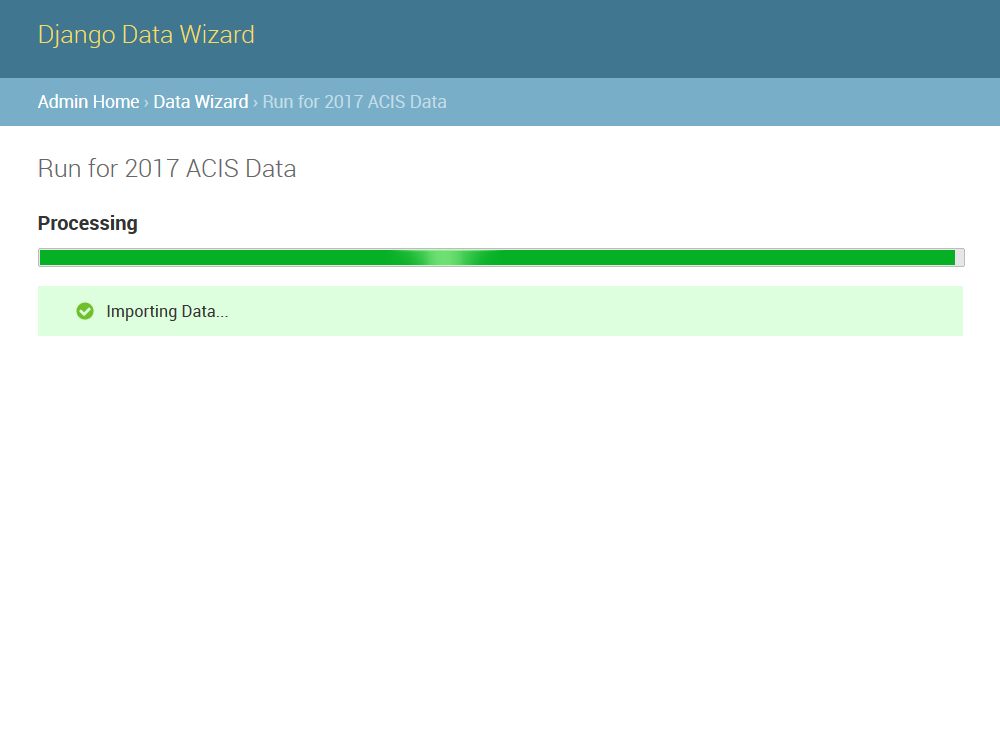 Django Data Wizard
Admin Home › Data Wizard › Run for 2017 ACIS Data
Run for 2017 ACIS Data
Processing
Importing Data...